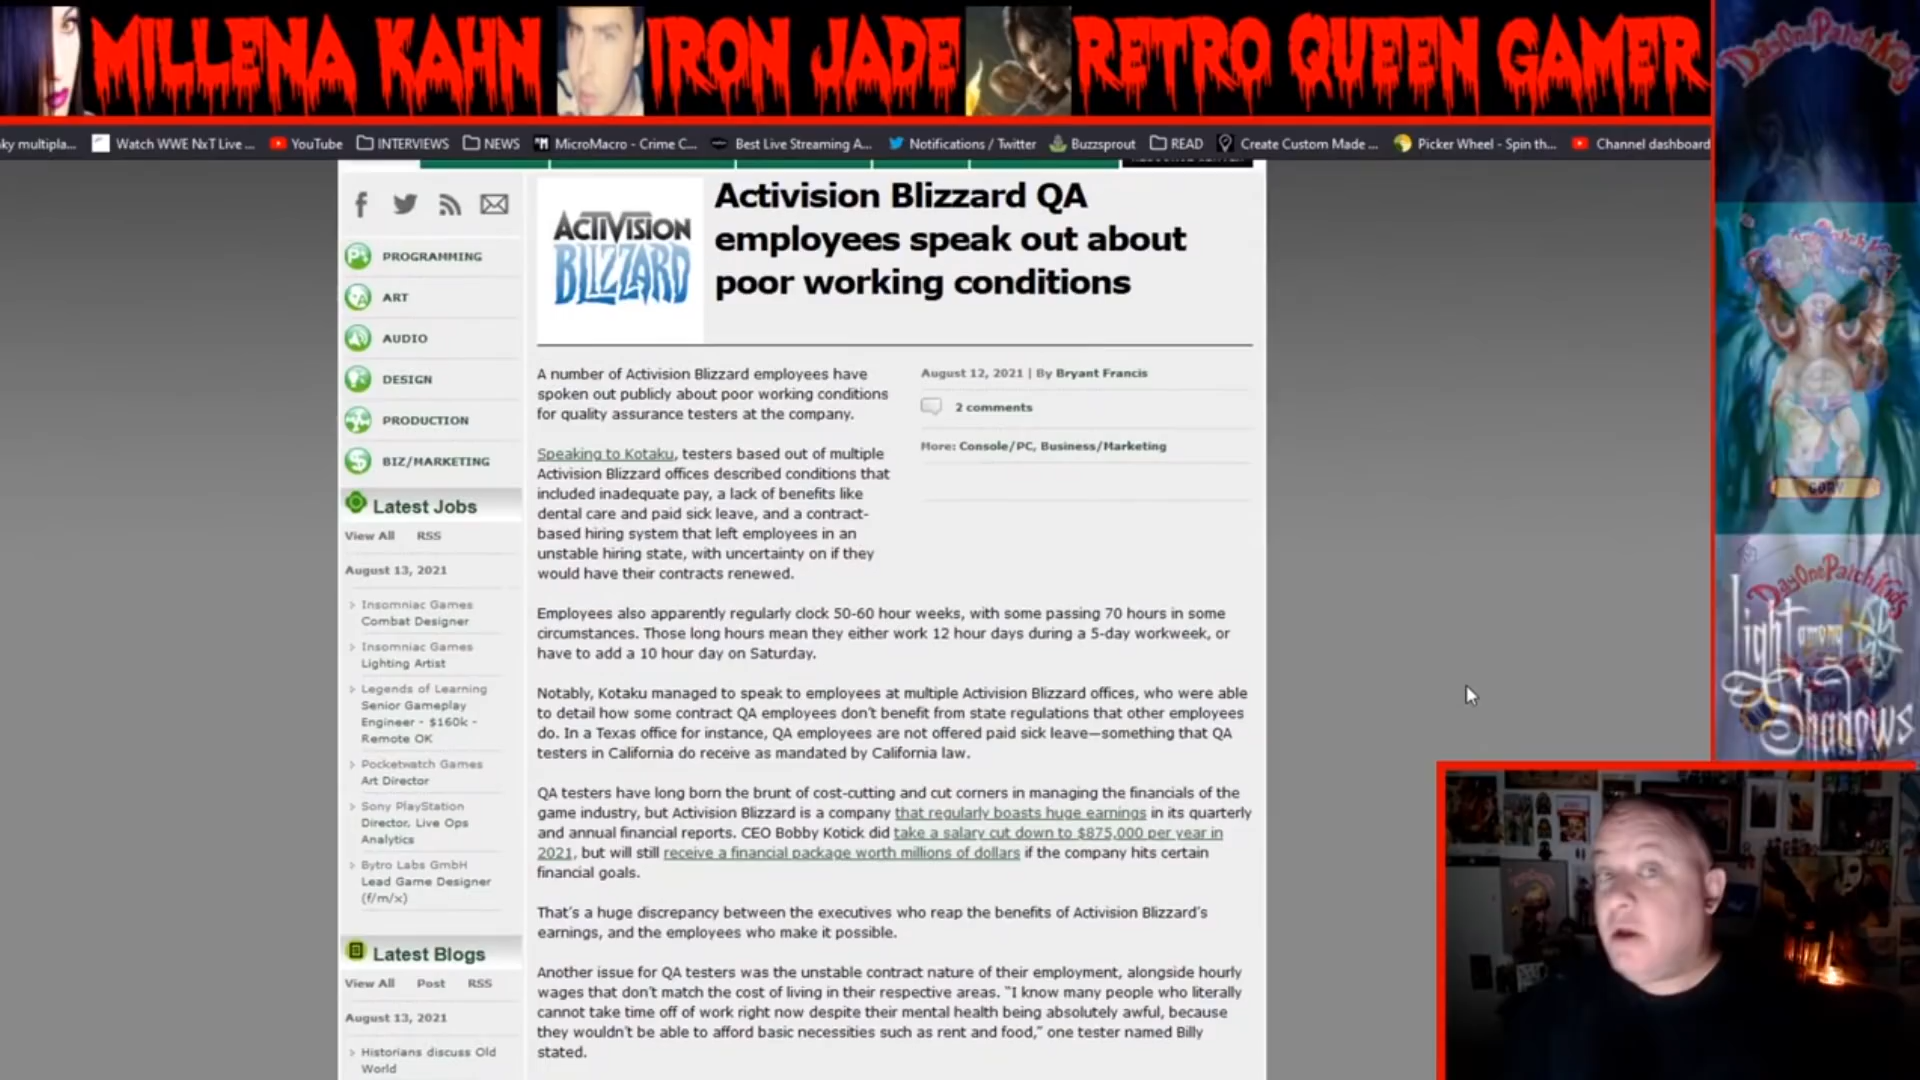 MILLENA KAHN IRON JADE RETRO QUEEN GAMER
ky multipla... Watch WWE NxT Live ... YouTube INTERVIEWS NEWS MicroMacro - Crime C... Best Live Streaming A... Notifications / Twitter Buzzsprout READ Create Custom Made ... Picker Wheel - Spin th... Channel dashboard
DayOnePatchKids
ACTIVISION
BLIZZARD
Activision Blizzard QA
employees speak out about
poor working conditions
PROGRAMMING
ART
AUDIO
DESIGN
PRODUCTION
BIZ/MARKETING
Latest Jobs
View All RSS
August 13, 2021
Insomniac Games
Combat Designer
Insomniac Games
Lighting Artist
Legends of Learning
Senior Gameplay
Engineer - $160k -
Remote OK
Pocketwatch Games
Art Director
Sony PlayStation
Director, Live Ops
Analytics
Bytro Labs GmbH
Lead Game Designer
(f/m/x)
Latest Blogs
View All Post RSS
August 13, 2021
Historians discuss Old
World
A number of Activision Blizzard employees have
spoken out publicly about poor working conditions
for quality assurance testers at the company.
August 12, 2021 | By Bryant Francis
2 comments
More: Console/PC, Business/Marketing
Speaking to Kotaku, testers based out of multiple
Activision Blizzard offices described conditions that
included inadequate pay, a lack of benefits like
dental care and paid sick leave, and a contract-
based hiring system that left employees in an
unstable hiring state, with uncertainty on if they
would have their contracts renewed.
Employees also apparently regularly clock 50-60 hour weeks, with some passing 70 hours in some
circumstances. Those long hours mean they either work 12 hour days during a 5-day workweek, or
have to add a 10 hour day on Saturday.
Notably, Kotaku managed to speak to employees at multiple Activision Blizzard offices, who were able
to detail how some contract QA employees don't benefit from state regulations that other employees
do. In a Texas office for instance, QA employees are not offered paid sick leave—something that QA
testers in California do receive as mandated by California law.
QA testers have long born the brunt of cost-cutting and cut corners in managing the financials of the
game industry, but Activision Blizzard is a company that regularly boasts huge earnings in its quarterly
and annual financial reports. CEO Bobby Kotick did take a salary cut down to $875,000 per year in
2021, but will still receive a financial package worth millions of dollars if the company hits certain
financial goals.
That's a huge discrepancy between the executives who reap the benefits of Activision Blizzard's
earnings, and the employees who make it possible.
Another issue for QA testers was the unstable contract nature of their employment, alongside hourly
wages that don't match the cost of living in their respective areas. "I know many people who literally
cannot take time off of work right now despite their mental health being absolutely awful, because
they wouldn't be able to afford basic necessities such as rent and food," one tester named Billy
stated.
DayOnePatchKids
Light among
Shadows